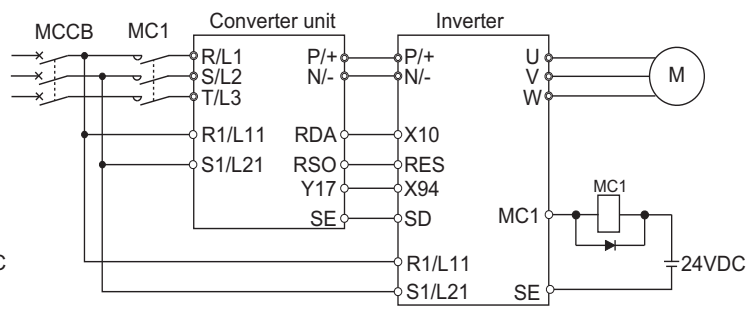 Converter unit
Inverter
MCCB
MC1
R/L1
P/+
P/+
U
S/L2
N/-
N/-
V
M
T/L3
W
R1/L11
RDA
X10
S1/L21
RSO
RES
Y17
X94
MC1
SE
SD
MC1
C
R1/L11
24VDC
S1/L21
SE